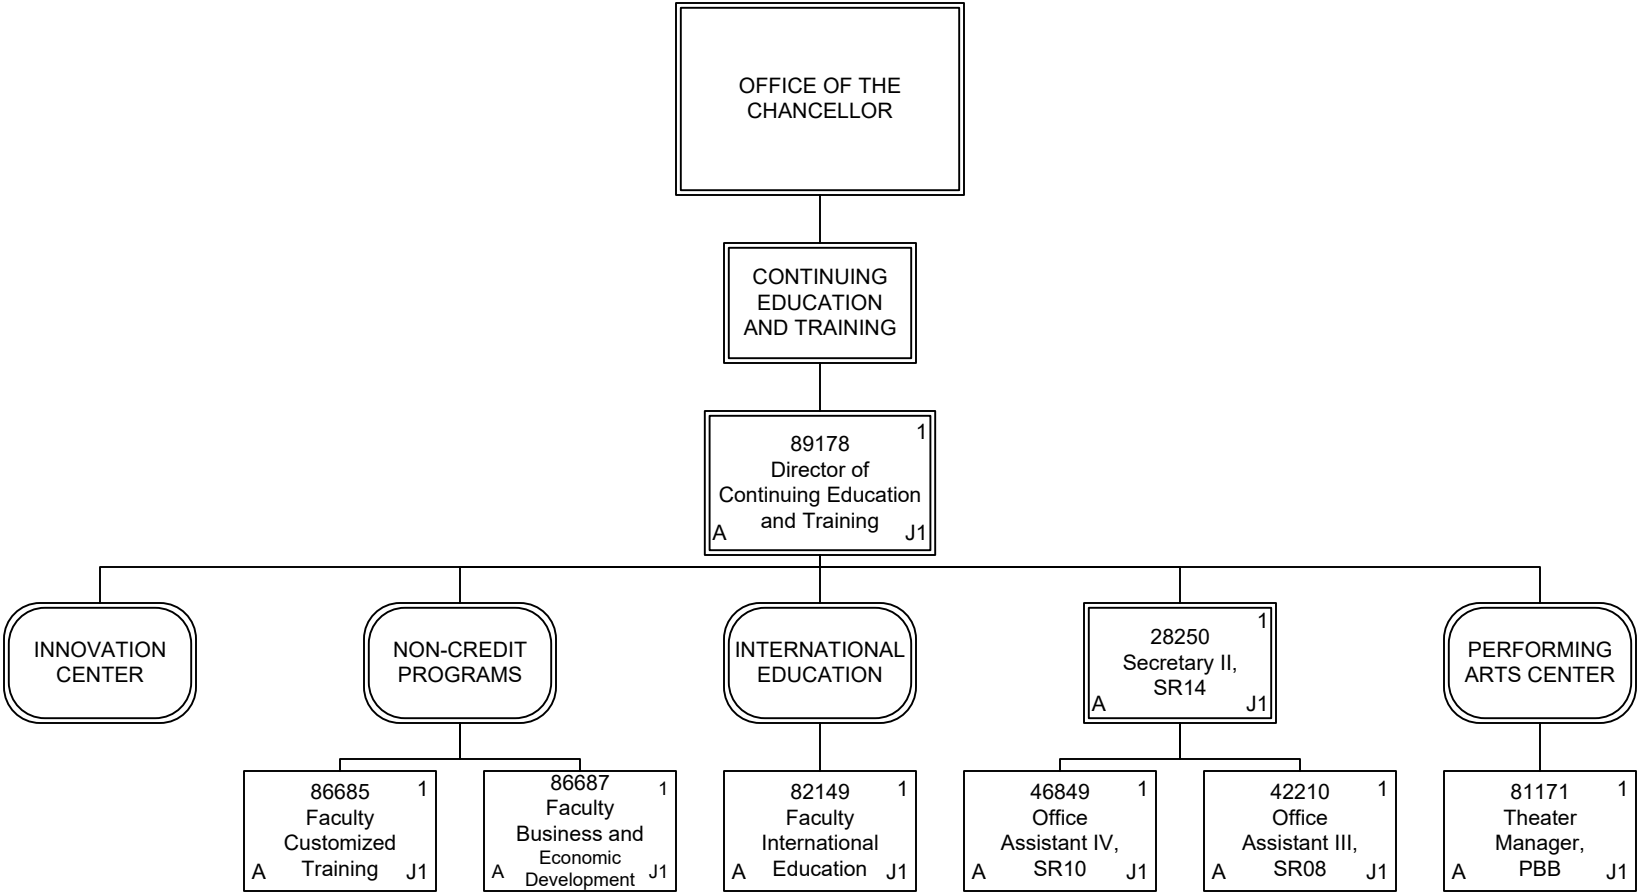 OFFICE OF THE
CHANCELLOR
CONTINUING
EDUCATION
AND TRAINING
1
89178
Director of
Continuing Education
and Training
A J1
INNOVATION
CENTER
NON-CREDIT
PROGRAMS
INTERNATIONAL
EDUCATION
1
28250
Secretary II,
SR14
A J1
PERFORMING
ARTS CENTER
86685 1
Faculty
Customized
Training
A J1
86687 1
Faculty
Business and
Economic
Development
A J1
82149 1
Faculty
International
Education
A J1
46849 1
Office
Assistant IV,
SR10
A J1
42210 1
Office
Assistant III,
SR08
A J1
81171 1
Theater
Manager,
PBB
A J1